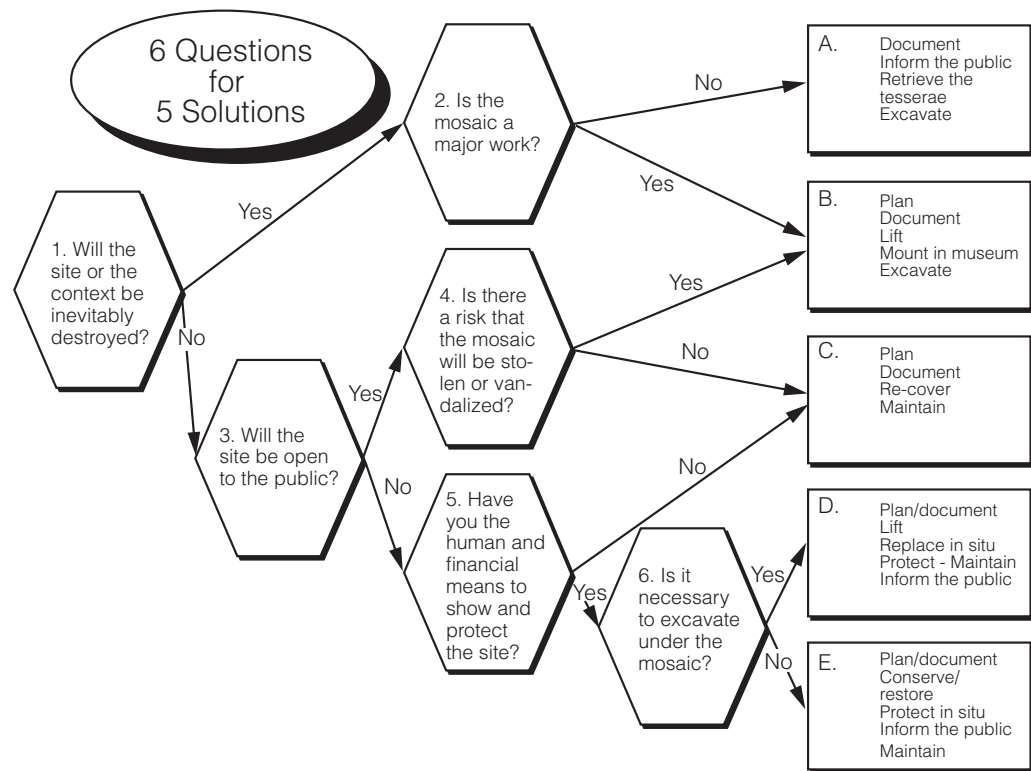 6 Questions
for
5 Solutions
1. Will the
site or the
context be
inevitably
destroyed?
Yes
No
2. Is the
mosaic a
major work?
No
Yes
3. Will the
site be open
to the public?
Yes
No
4. Is there
a risk that
the mosaic
will be sto-
len or van-
dalized?
Yes
No
5. Have
you the
human and
financial
means to
show and
protect
the site?
No
Yes
6. Is it
necessary
to excavate
under the
mosaic?
Yes
No
A. Document
Inform the public
Retrieve the
tesserae
Excavate
B. Plan
Document
Lift
Mount in museum
Excavate
C. Plan
Document
Re-cover
Maintain
D. Plan/document
Lift
Replace in situ
Protect - Maintain
Inform the public
E. Plan/document
Conserve/
restore
Protect in situ
Inform the public
Maintain